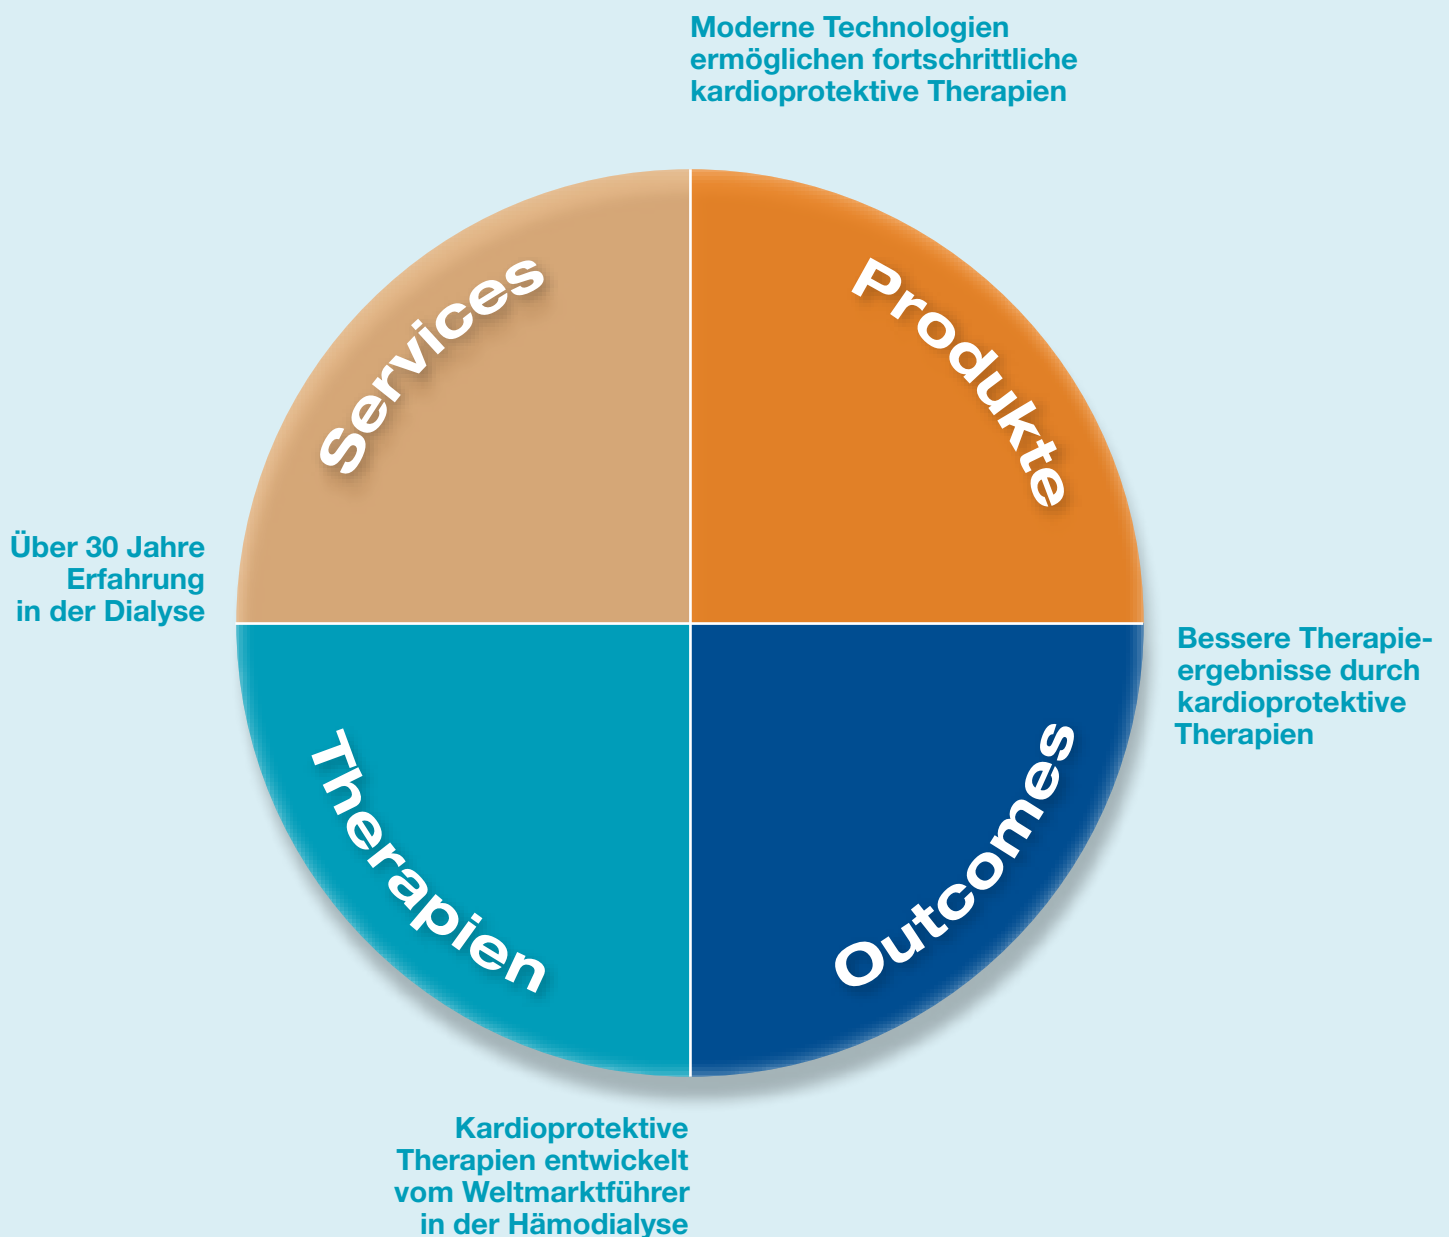 Moderne Technologien
ermöglichen fortschrittliche
kardioprotektive Therapien
Services
Produkte
Über 30 Jahre
Erfahrung
in der Dialyse
Bessere Therapie-
ergebnisse durch
kardioprotektive
Therapien
Therapien
Outcomes
Kardioprotektive
Therapien entwickelt
vom Weltmarktführer
in der Hämodialyse